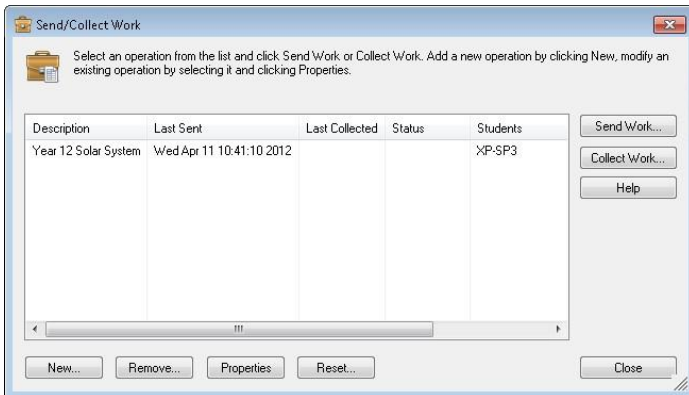 Send/Collect Work
Select an operation from the list and click Send Work or Collect Work. Add a new operation by clicking New, modify an
existing operation by selecting it and clicking Properties.
Description Last Sent Last Collected Status Students
Year 12 Solar System Wed Apr 11 10:41:10 2012 XP-SP3
Send Work...
Collect Work...
Help
New... Remove... Properties Reset... Close